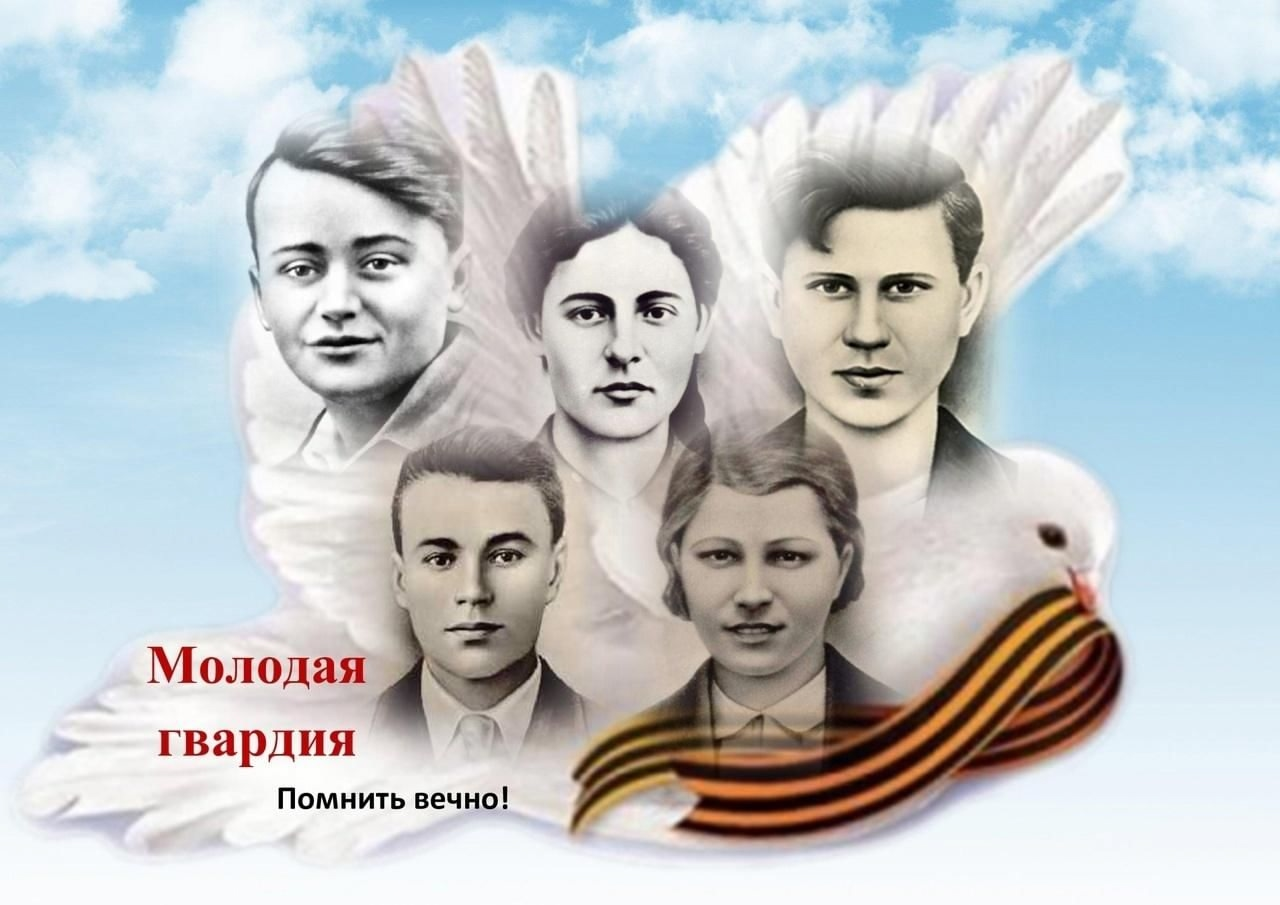 Молодая
гвардия
Помнить вечно!